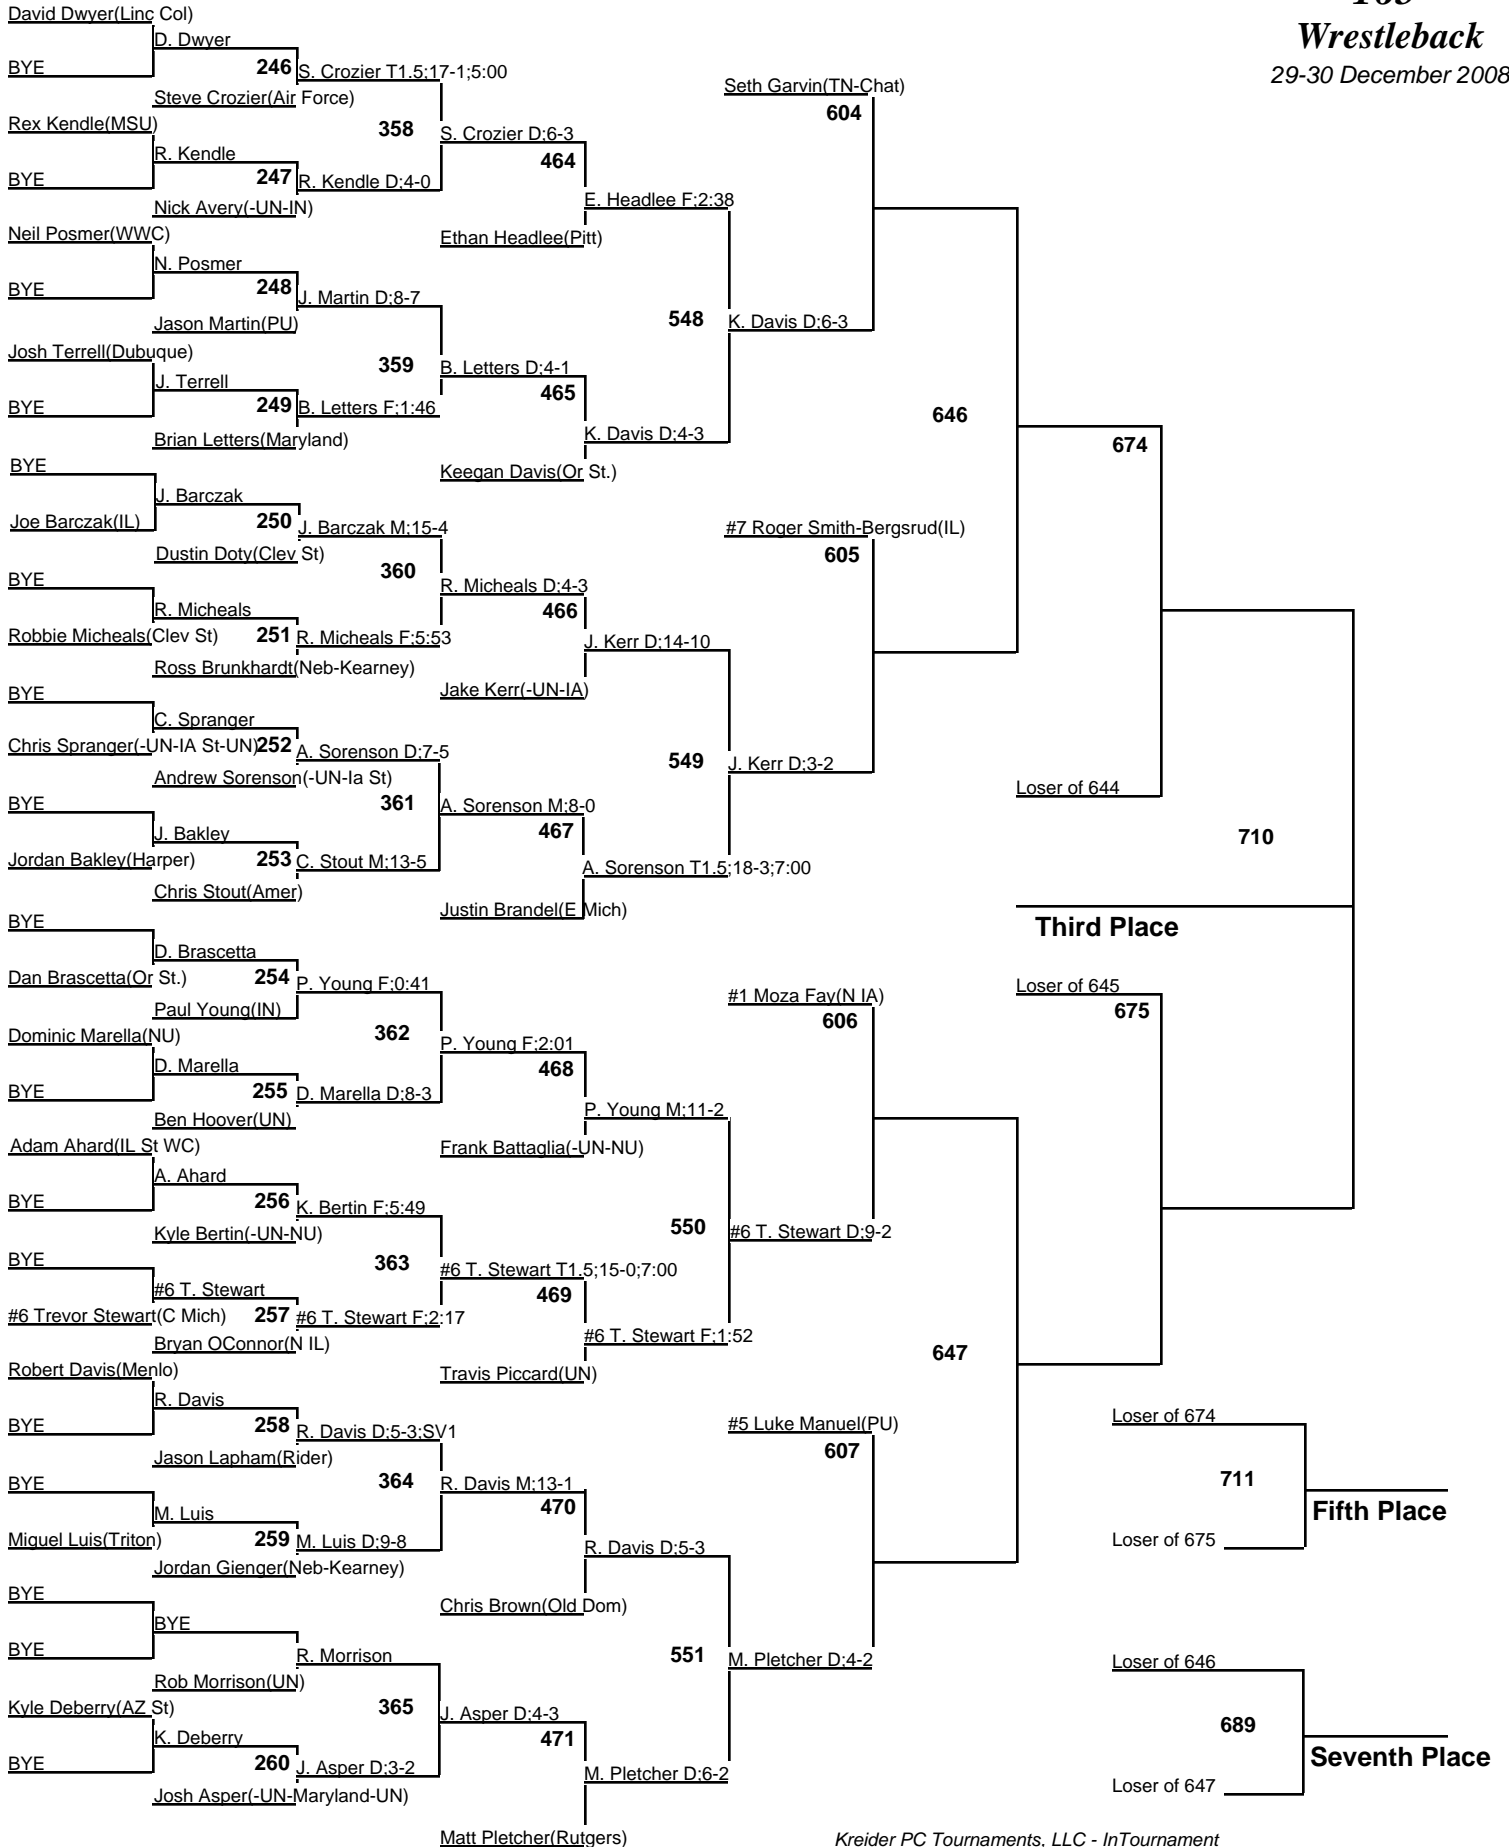 165
Wrestleback
29-30 December 2008
David Dwyer(Linc Col)
D. Dwyer
BYE
246
S. Crozier T1.5;17-1;5:00
Steve Crozier(Air Force)
Rex Kendle(MSU)
358
S. Crozier D;6-3
R. Kendle
464
BYE
247
R. Kendle D;4-0
Nick Avery(-UN-IN)
E. Headlee F;2:38
Ethan Headlee(Pitt)
Neil Posmer(WWC)
N. Posmer
BYE
248
J. Martin D;8-7
Jason Martin(PU)
548
K. Davis D;6-3
Josh Terrell(Dubuque)
359
B. Letters D;4-1
J. Terrell
465
BYE
249
B. Letters F;1:46
Brian Letters(Maryland)
K. Davis D;4-3
Keegan Davis(Or St.)
Seth Garvin(TN-Chat)
604
646
674
BYE
J. Barczak
Joe Barczak(IL)
250
J. Barczak M;15-4
Dustin Doty(Clev St)
#7 Roger Smith-Bergsrud(IL)
605
360
BYE
R. Micheals D;4-3
R. Micheals
466
Robbie Micheals(Clev St)
251
R. Micheals F;5:53
J. Kerr D;14-10
Ross Brunkhardt(Neb-Kearney)
Jake Kerr(-UN-IA)
BYE
C. Spranger
Chris Spranger(-UN-IA St-UN)
252
A. Sorenson D;7-5
549
J. Kerr D;3-2
Andrew Sorenson(-UN-Ia St)
Loser of 644
BYE
361
A. Sorenson M;8-0
J. Bakley
467
710
Jordan Bakley(Harper)
253
C. Stout M;13-5
A. Sorenson T1.5;18-3;7:00
Chris Stout(Amer)
Justin Brandel(E Mich)
BYE
Third Place
D. Brascetta
Dan Brascetta(Or St.)
254
P. Young F;0:41
Loser of 645
#1 Moza Fay(N IA)
Paul Young(IN)
675
606
Dominic Marella(NU)
362
P. Young F;2:01
D. Marella
468
BYE
255
D. Marella D;8-3
P. Young M;11-2
Ben Hoover(UN)
Adam Ahard(IL St WC)
Frank Battaglia(-UN-NU)
A. Ahard
BYE
256
K. Bertin F;5:49
Kyle Bertin(-UN-NU)
550
#6 T. Stewart D;9-2
BYE
363
#6 T. Stewart T1.5;15-0;7:00
#6 T. Stewart
469
#6 Trevor Stewart(C Mich)
257
#6 T. Stewart F;2:17
#6 T. Stewart F;1:52
Bryan OConnor(N IL)
647
Robert Davis(Menlo)
Travis Piccard(UN)
R. Davis
BYE
258
R. Davis D;5-3;SV1
#5 Luke Manuel(PU)
607
Loser of 674
Jason Lapham(Rider)
BYE
364
R. Davis M;13-1
711
M. Luis
470
Fifth Place
Miguel Luis(Triton)
259
M. Luis D;9-8
R. Davis D;5-3
Loser of 675
Jordan Gienger(Neb-Kearney)
BYE
Chris Brown(Old Dom)
BYE
BYE
R. Morrison
551
M. Pletcher D;4-2
Loser of 646
Rob Morrison(UN)
Kyle Deberry(AZ St)
365
J. Asper D;4-3
689
K. Deberry
471
BYE
260
J. Asper D;3-2
M. Pletcher D;6-2
Seventh Place
Josh Asper(-UN-Maryland-UN)
Loser of 647
Matt Pletcher(Rutgers)
Kreider PC Tournaments, LLC - InTournament